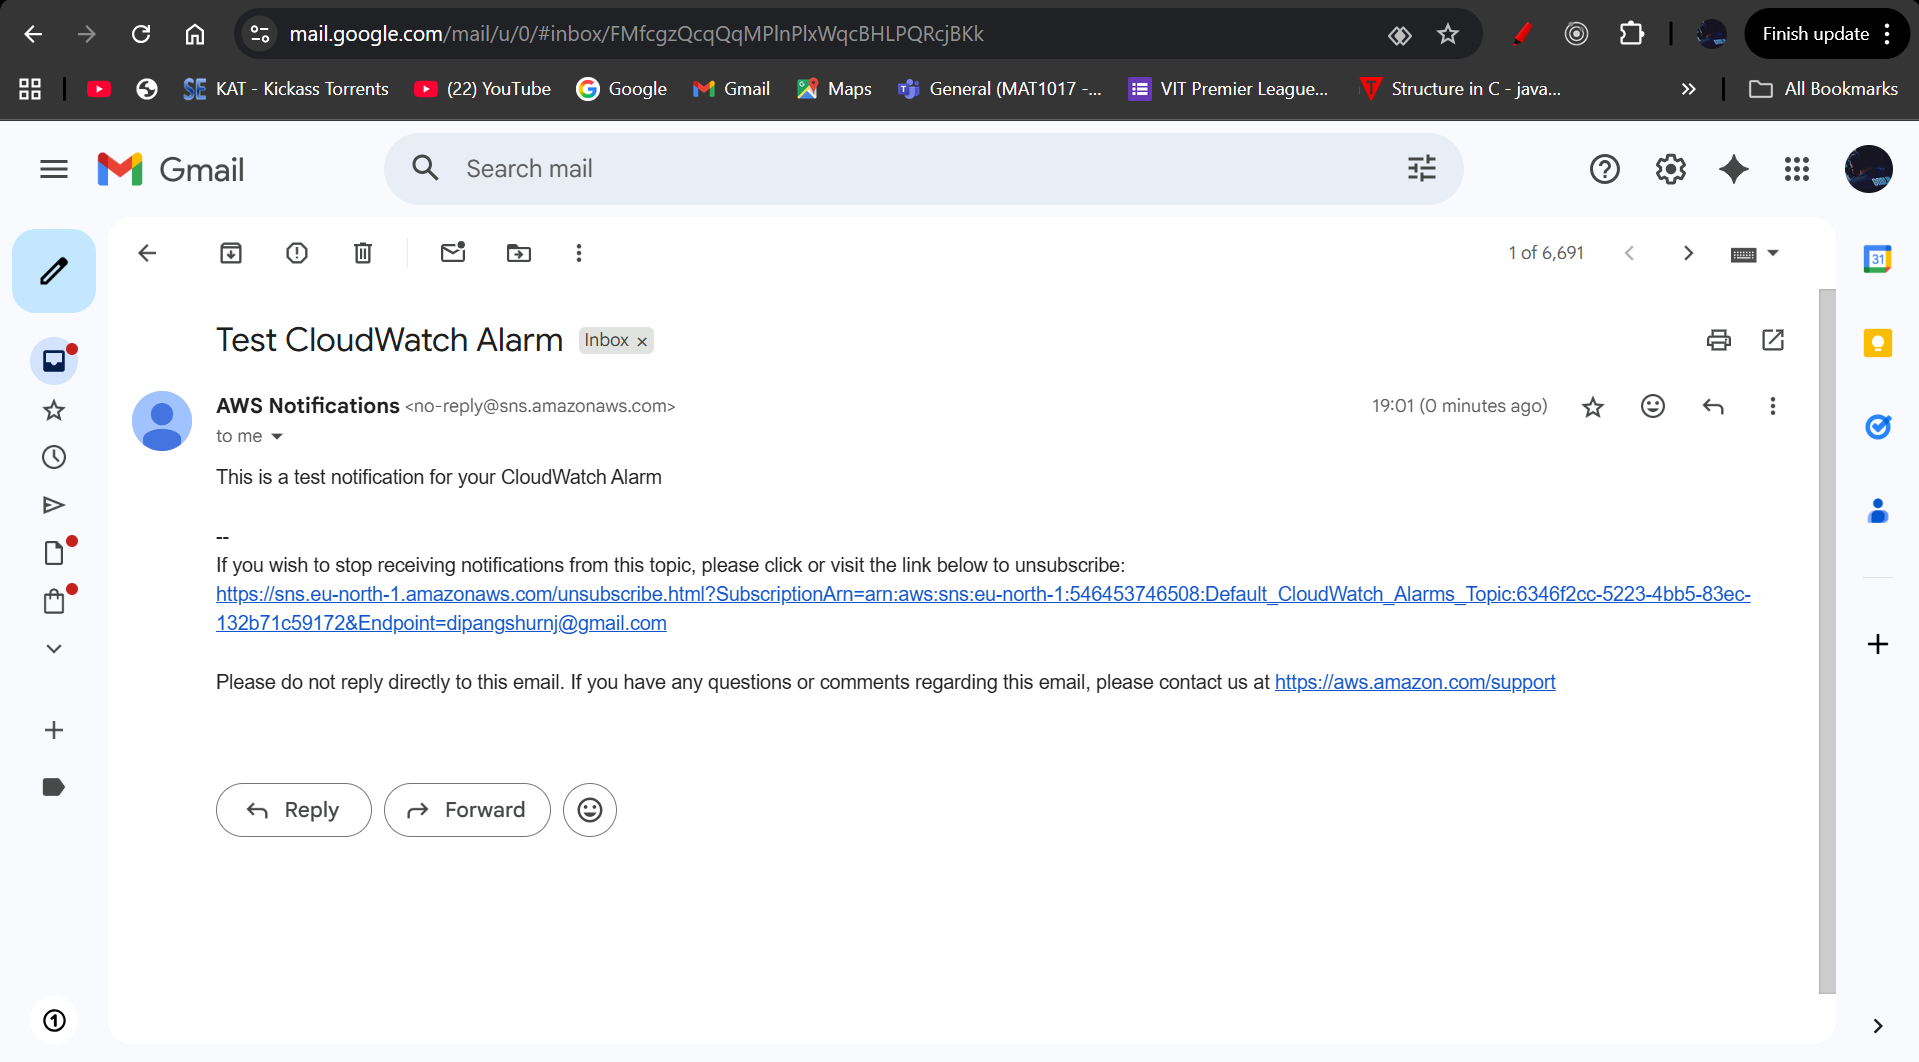 mail.google.com/mail/u/0/#inbox/FMfcgzQcqQqMPlnPlxWqcBHLPQRcjBKk
Finish update
KAT - Kickass Torrents
(22) YouTube
Google
Gmail
Maps
General (MAT1017 -...
VIT Premier League...
Structure in C - java...
All Bookmarks
Gmail
Search mail
1 of 6,691
31
Test CloudWatch Alarm
Inbox
AWS Notifications <no-reply@sns.amazonaws.com>
19:01 (0 minutes ago)
to me
This is a test notification for your CloudWatch Alarm
--
If you wish to stop receiving notifications from this topic, please click or visit the link below to unsubscribe:
https://sns.eu-north-1.amazonaws.com/unsubscribe.html?SubscriptionArn=arn:aws:sns:eu-north-1:546453746508:Default_CloudWatch_Alarms_Topic:6346f2cc-5223-4bb5-83ec-
132b71c59172&Endpoint=dipangshurnj@gmail.com
Please do not reply directly to this email. If you have any questions or comments regarding this email, please contact us at https://aws.amazon.com/support
Reply
Forward
1